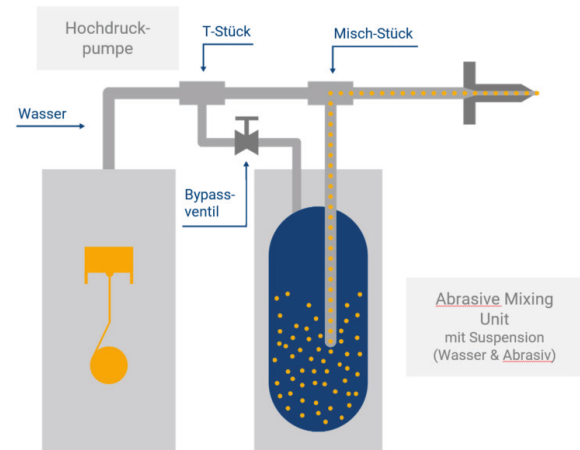 Hochdruck-
pumpe
T-Stück
Misch-Stück
Wasser
Bypass-
ventil
Abrasive Mixing
Unit
mit Suspension
(Wasser & Abrasiv)